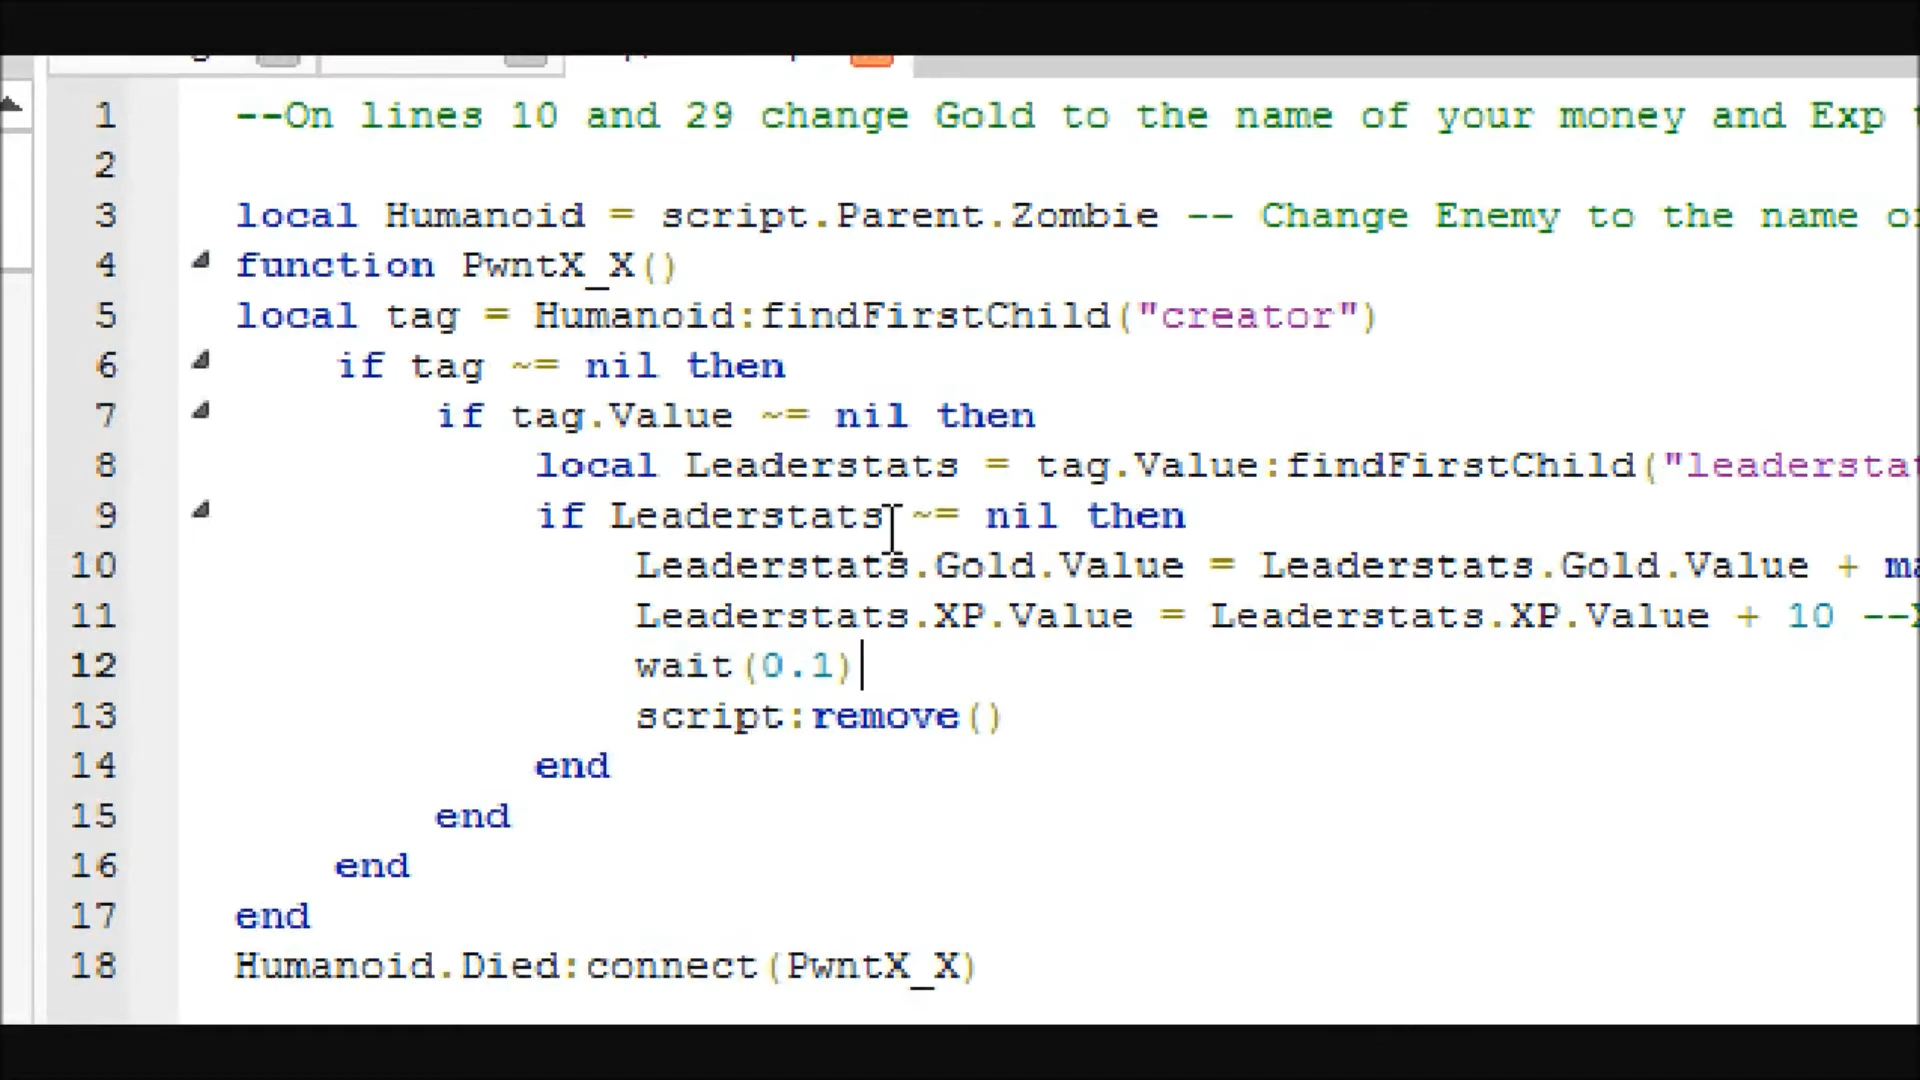 1 --On lines 10 and 29 change Gold to the name of your money and Exp
2
3 local Humanoid = script.Parent.Zombie -- Change Enemy to the name
4 function PwntX_X()
5 local tag = Humanoid:findFirstChild("creator")
6 if tag ~= nil then
7 if tag.Value ~= nil then
8 local Leaderstats = tag.Value:findFirstChild("leaderstat
9 if Leaderstats ~= nil then
10 Leaderstats.Gold.Value = Leaderstats.Gold.Value + ma
11 Leaderstats.XP.Value = Leaderstats.XP.Value + 10 --X
12 wait(0.1)
13 script:remove()
14 end
15 end
16 end
17 end
18 Humanoid.Died:connect(PwntX_X)